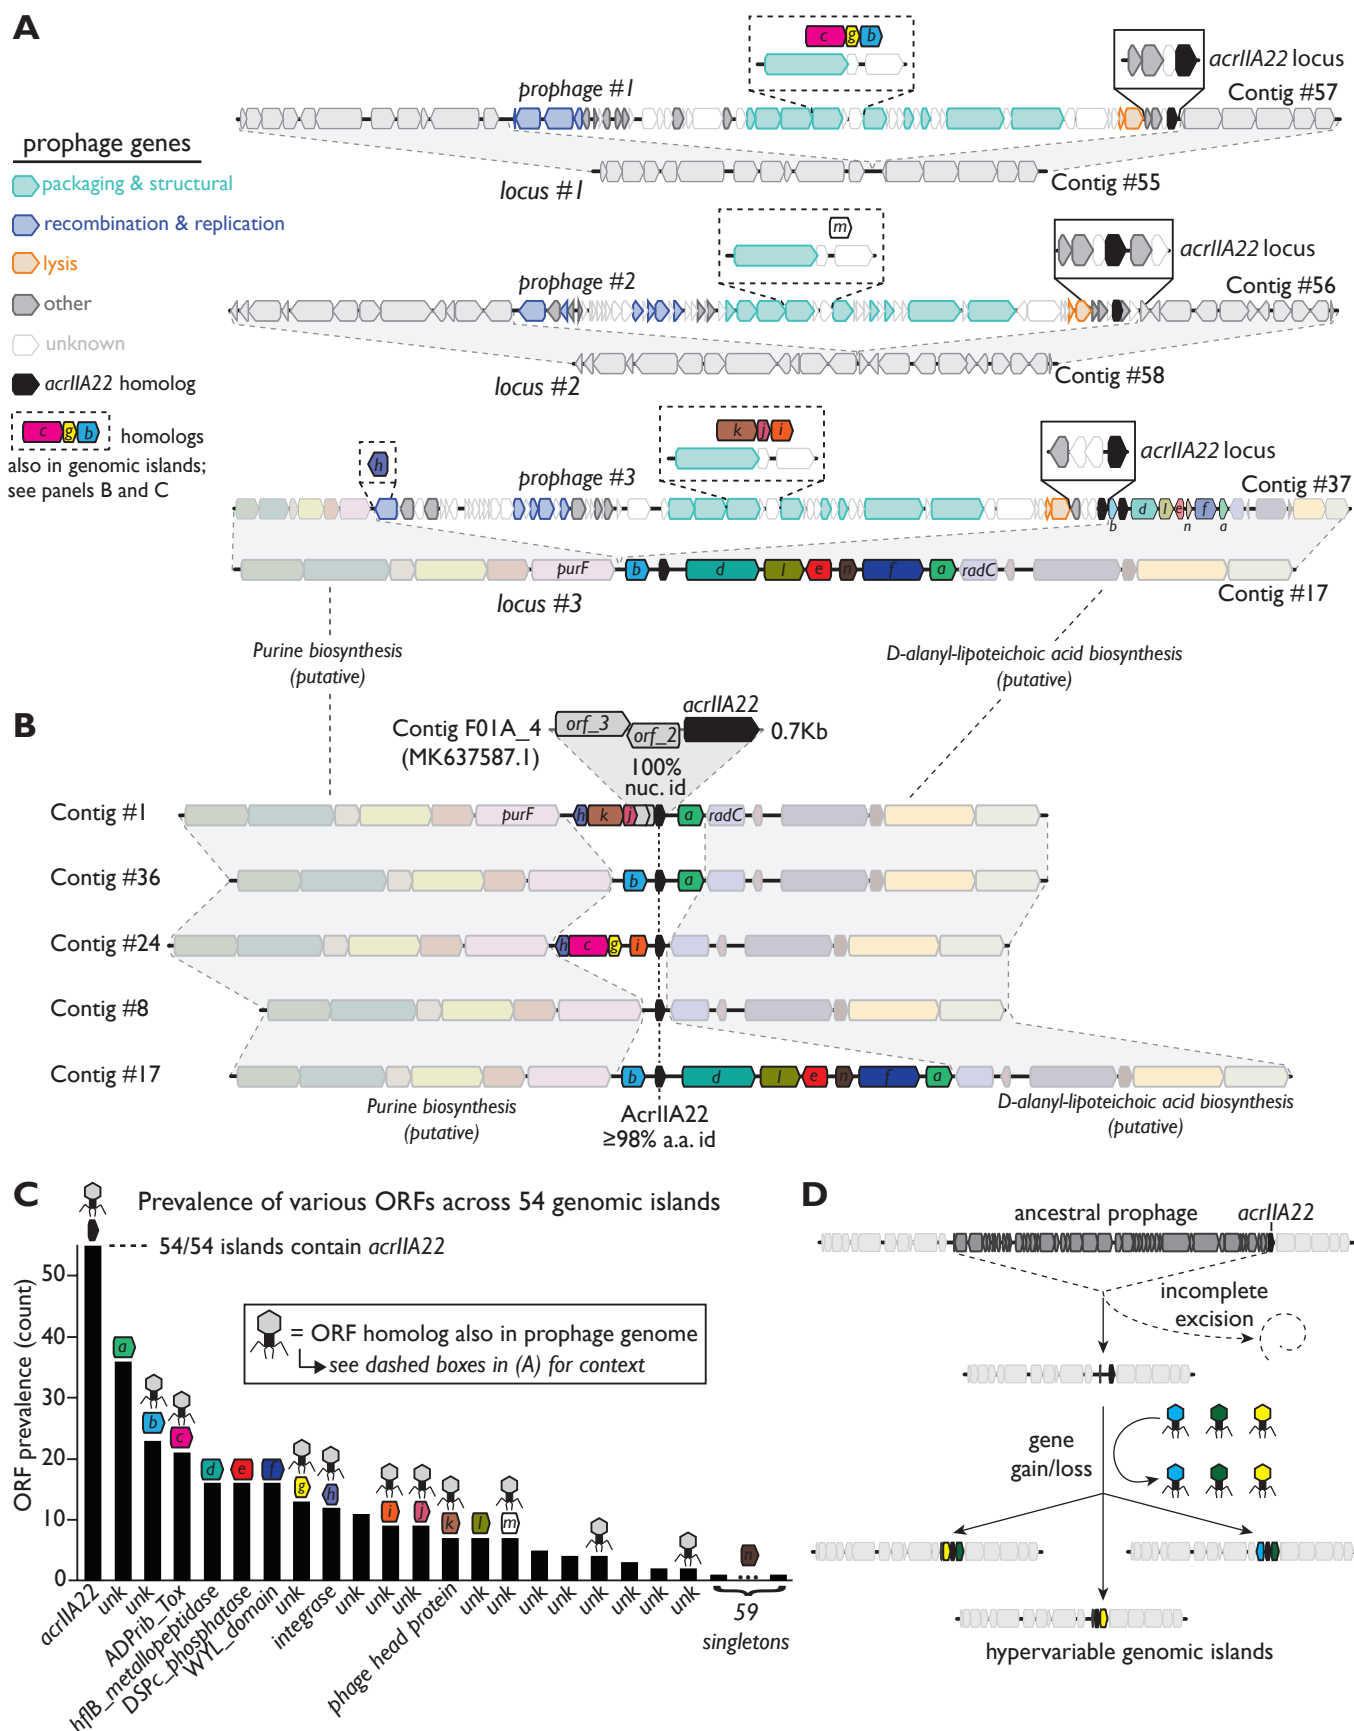 A
prophage genes
packaging & structural
recombination & replication
lysis
other
unknown
acrIIA22 homolog
c g b
homologs
also in genomic islands;
see panels B and C
c g b
prophage #1
acrIIA22 locus
Contig #57
locus #1
Contig #55
m
prophage #2
acrIIA22 locus
Contig #56
locus #2
Contig #58
k j i
h
prophage #3
acrIIA22 locus
Contig #37
d l e f
b n a
purF b d l e n f a radC
locus #3
Contig #17
Purine biosynthesis
(putative)
D-alanyl-lipoteichoic acid biosynthesis
(putative)
B
Contig F01A_4
(MK637587.1)
orf_3
orf_2
acrIIA22
0.7Kb
100%
nuc. id
Contig #1
purF h k j a radC
Contig #36
b a
Contig #24
h c g i
Contig #8
Contig #17
b d l e n f a
Purine biosynthesis
(putative)
AcrIIA22
≥98% a.a. id
D-alanyl-lipoteichoic acid biosynthesis
(putative)
C
Prevalence of various ORFs across 54 genomic islands
54/54 islands contain acrIIA22
= ORF homolog also in prophage genome
see dashed boxes in (A) for context
ORF prevalence (count)
50
40
30
20
10
0
a
b
c
d e f
g
h
i j
k l m
n
...
acrIIA22
unk
unk
ADPrib_Tox
hflB_metallopeptidase
DSPc_phosphatase
WYL_domain
unk
integrase
unk
unk
unk
phage head protein
unk
unk
unk
unk
unk
unk
unk
unk
59
singletons
D
ancestral prophage
acrIIA22
incomplete
excision
gene
gain/loss
hypervariable genomic islands